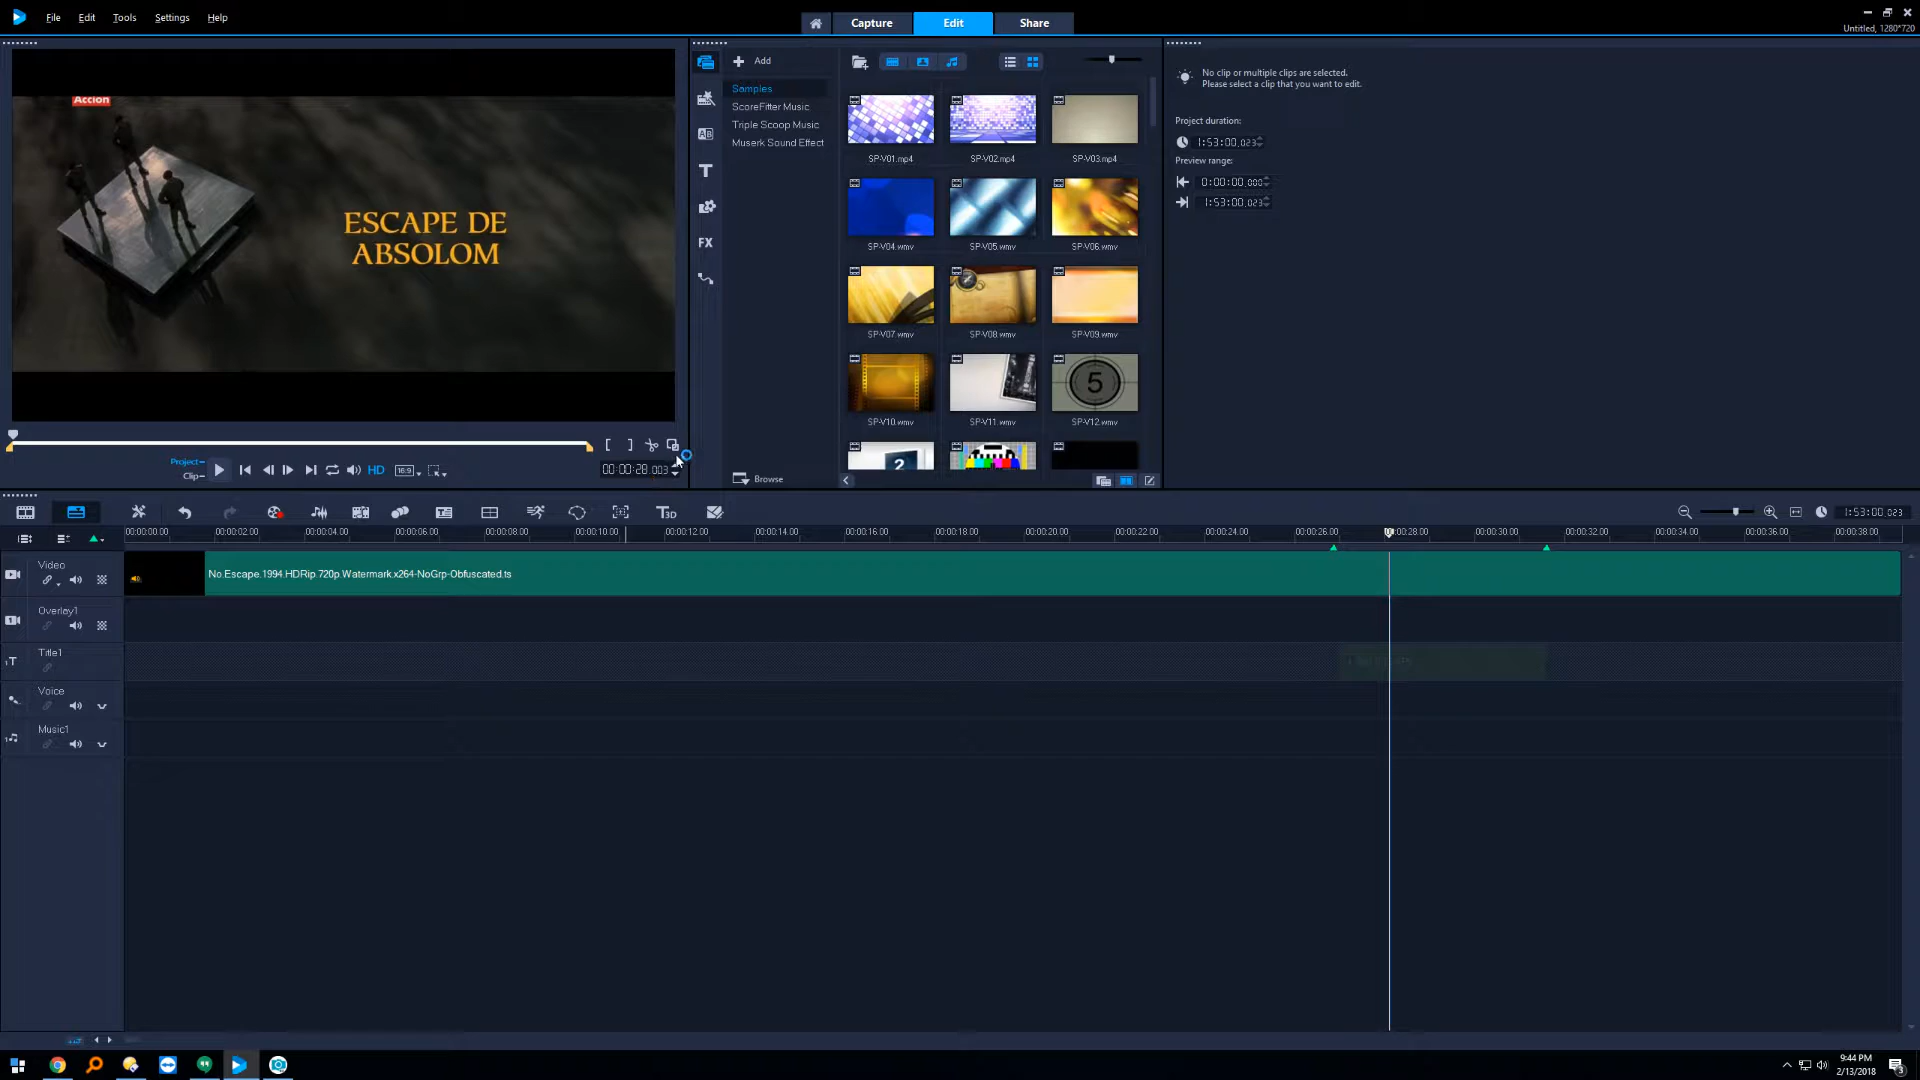 File Edit Tools Settings Help
Capture Edit Share
Untitled, 1280*720
Accion
ESCAPE DE
ABSOLOM
Project
Clip
HD
16:9
00:00:28.003
Add
Samples
ScoreFitter Music
Triple Scoop Music
Muserk Sound Effect
Browse
AB
T
FX
SP-V01.mp4 SP-V02.mp4 SP-V03.mp4
SP-V04.wmv SP-V05.wmv SP-V06.wmv
SP-V07.wmv SP-V08.wmv SP-V09.wmv
5
SP-V10.wmv SP-V11.wmv SP-V12.wmv
2
No clip or multiple clips are selected.
Please select a clip that you want to edit.
Project duration:
1:53:00.023
Preview range:
0:00:00.000
1:53:00.023
T3D
1:53:00.023
00:00:00.00 00:00:02.00 00:00:04.00 00:00:06.00 00:00:08.00 00:00:10.00 00:00:12.00 00:00:14.00 00:00:16.00 00:00:18.00 00:00:20.00 00:00:22.00 00:00:24.00 00:00:26.00 00:00:28.00 00:00:30.00 00:00:32.00 00:00:34.00 00:00:36.00 00:00:38.00
Video
No.Escape.1994.HDRip.720p.Watermark.x264-NoGrp-Obfuscated.ts
Overlay1
1
Title1
1T
Voice
Music1
1
9:44 PM
2/13/2018
3